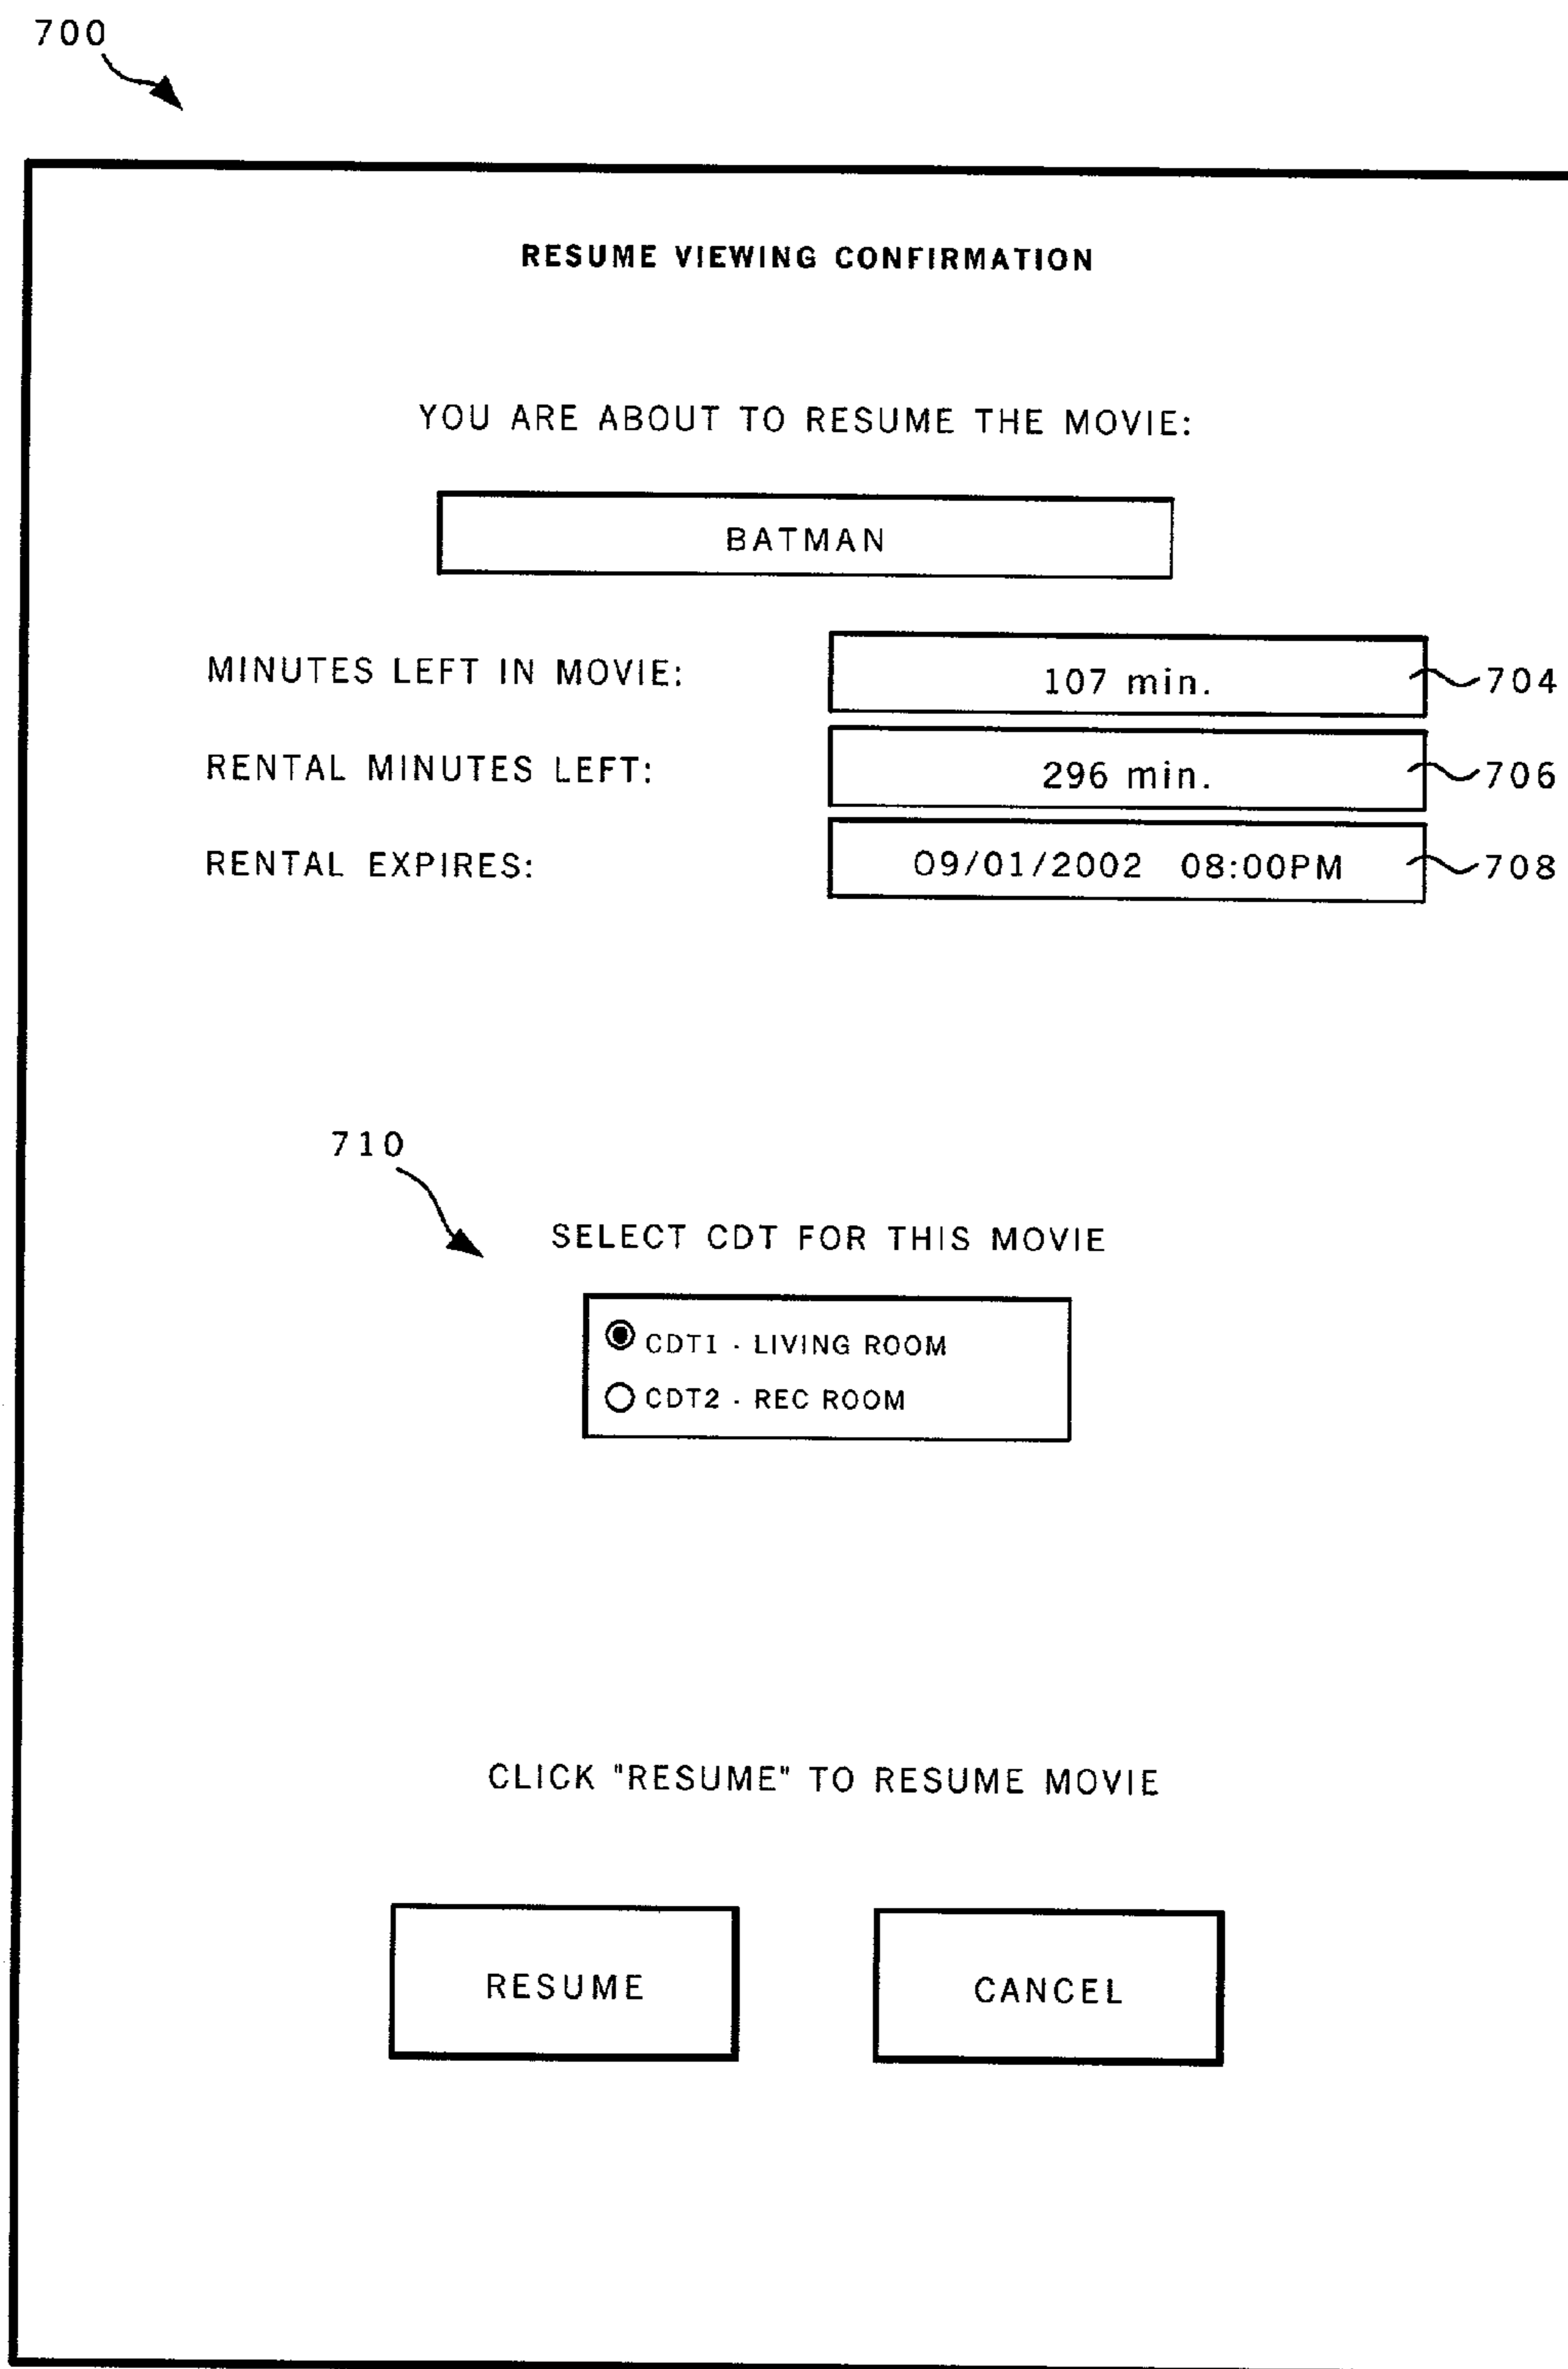 700
RESUME VIEWING CONFIRMATION
YOU ARE ABOUT TO RESUME THE MOVIE:
BATMAN
MINUTES LEFT IN MOVIE: 107 min. 704
RENTAL MINUTES LEFT: 296 min. 706
RENTAL EXPIRES: 09/01/2002 08:00PM 708
710
SELECT CDT FOR THIS MOVIE
CDT1 - LIVING ROOM
CDT2 - REC ROOM
CLICK "RESUME" TO RESUME MOVIE
RESUME CANCEL